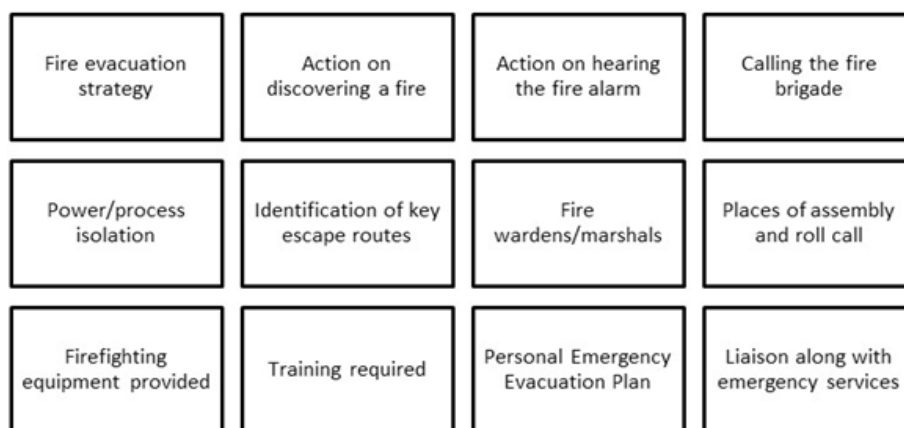 Fire evacuation
strategy
Action on
discovering a fire
Action on hearing
the fire alarm
Calling the fire
brigade
Power/process
isolation
Identification of key
escape routes
Fire
wardens/marshals
Places of assembly
and roll call
Firefighting
equipment provided
Training required
Personal Emergency
Evacuation Plan
Liaison along with
emergency services